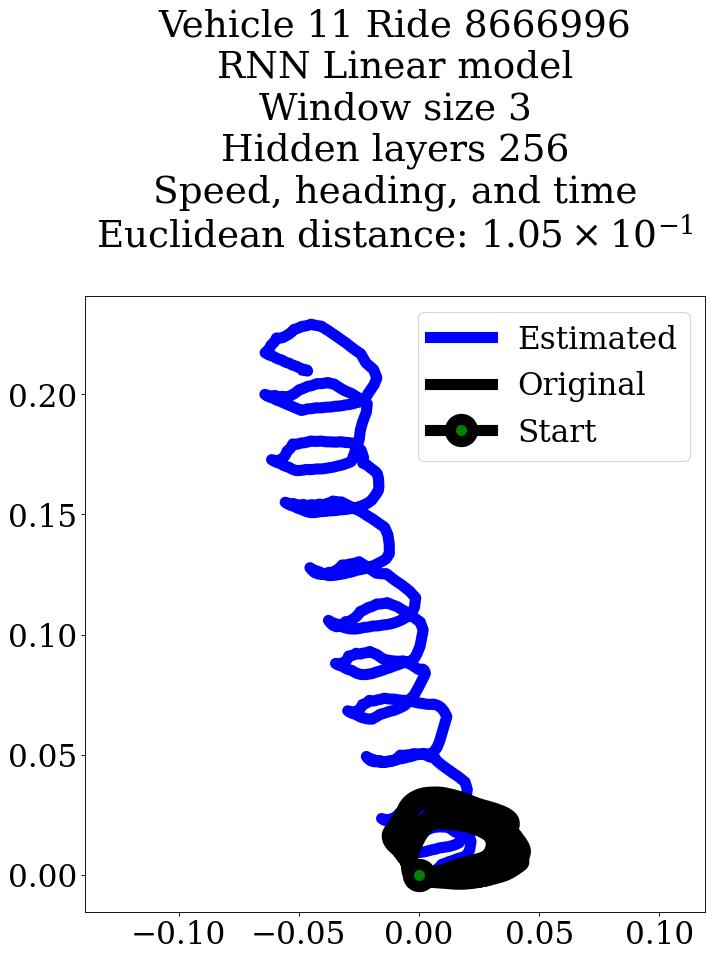 Vehicle 11 Ride 8666996
RNN Linear model
Window size 3
Hidden layers 256
Speed, heading, and time
Euclidean distance: 1.05 × 10⁻¹
Estimated
Original
Start
0.20
0.15
0.10
0.05
0.00
−0.10 −0.05 0.00 0.05 0.10